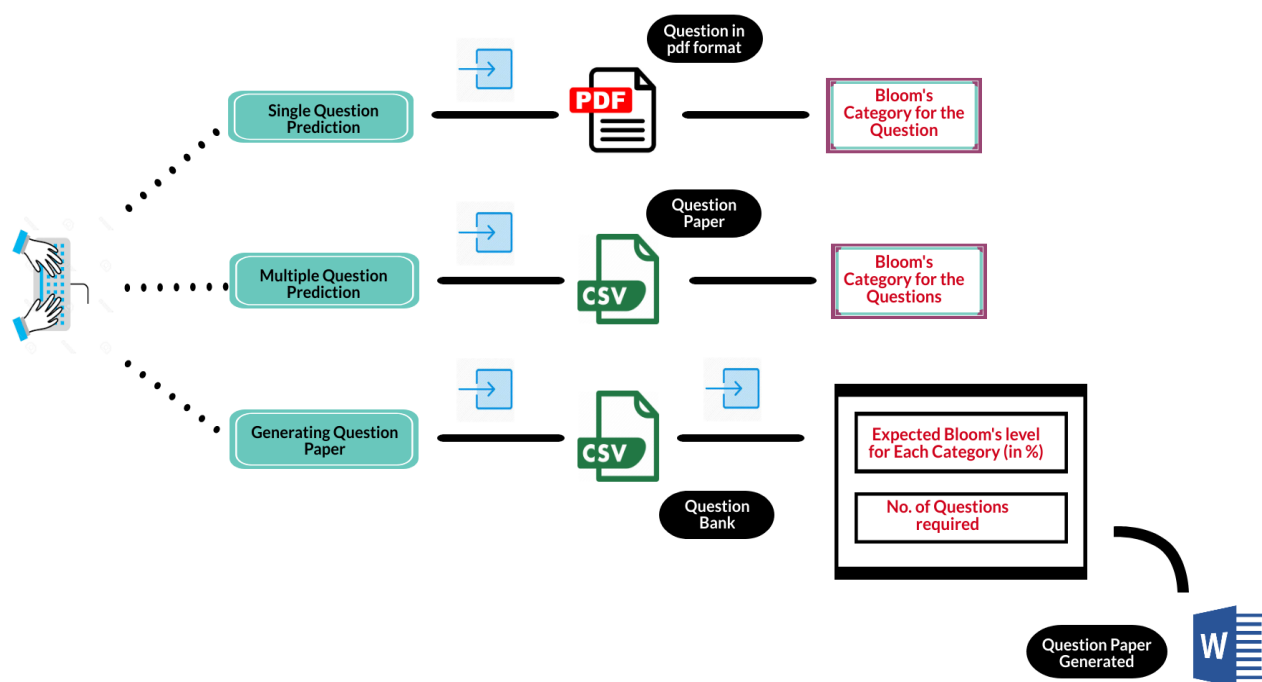 Question in
pdf format
Single Question
Prediction
PDF
Bloom's
Category for the
Question
Question
Paper
Multiple Question
Prediction
CSV
Bloom's
Category for the
Questions
Generating Question
Paper
CSV
Expected Bloom's level
for Each Category (in %)
Question
Bank
No. of Questions
required
Question Paper
Generated
W